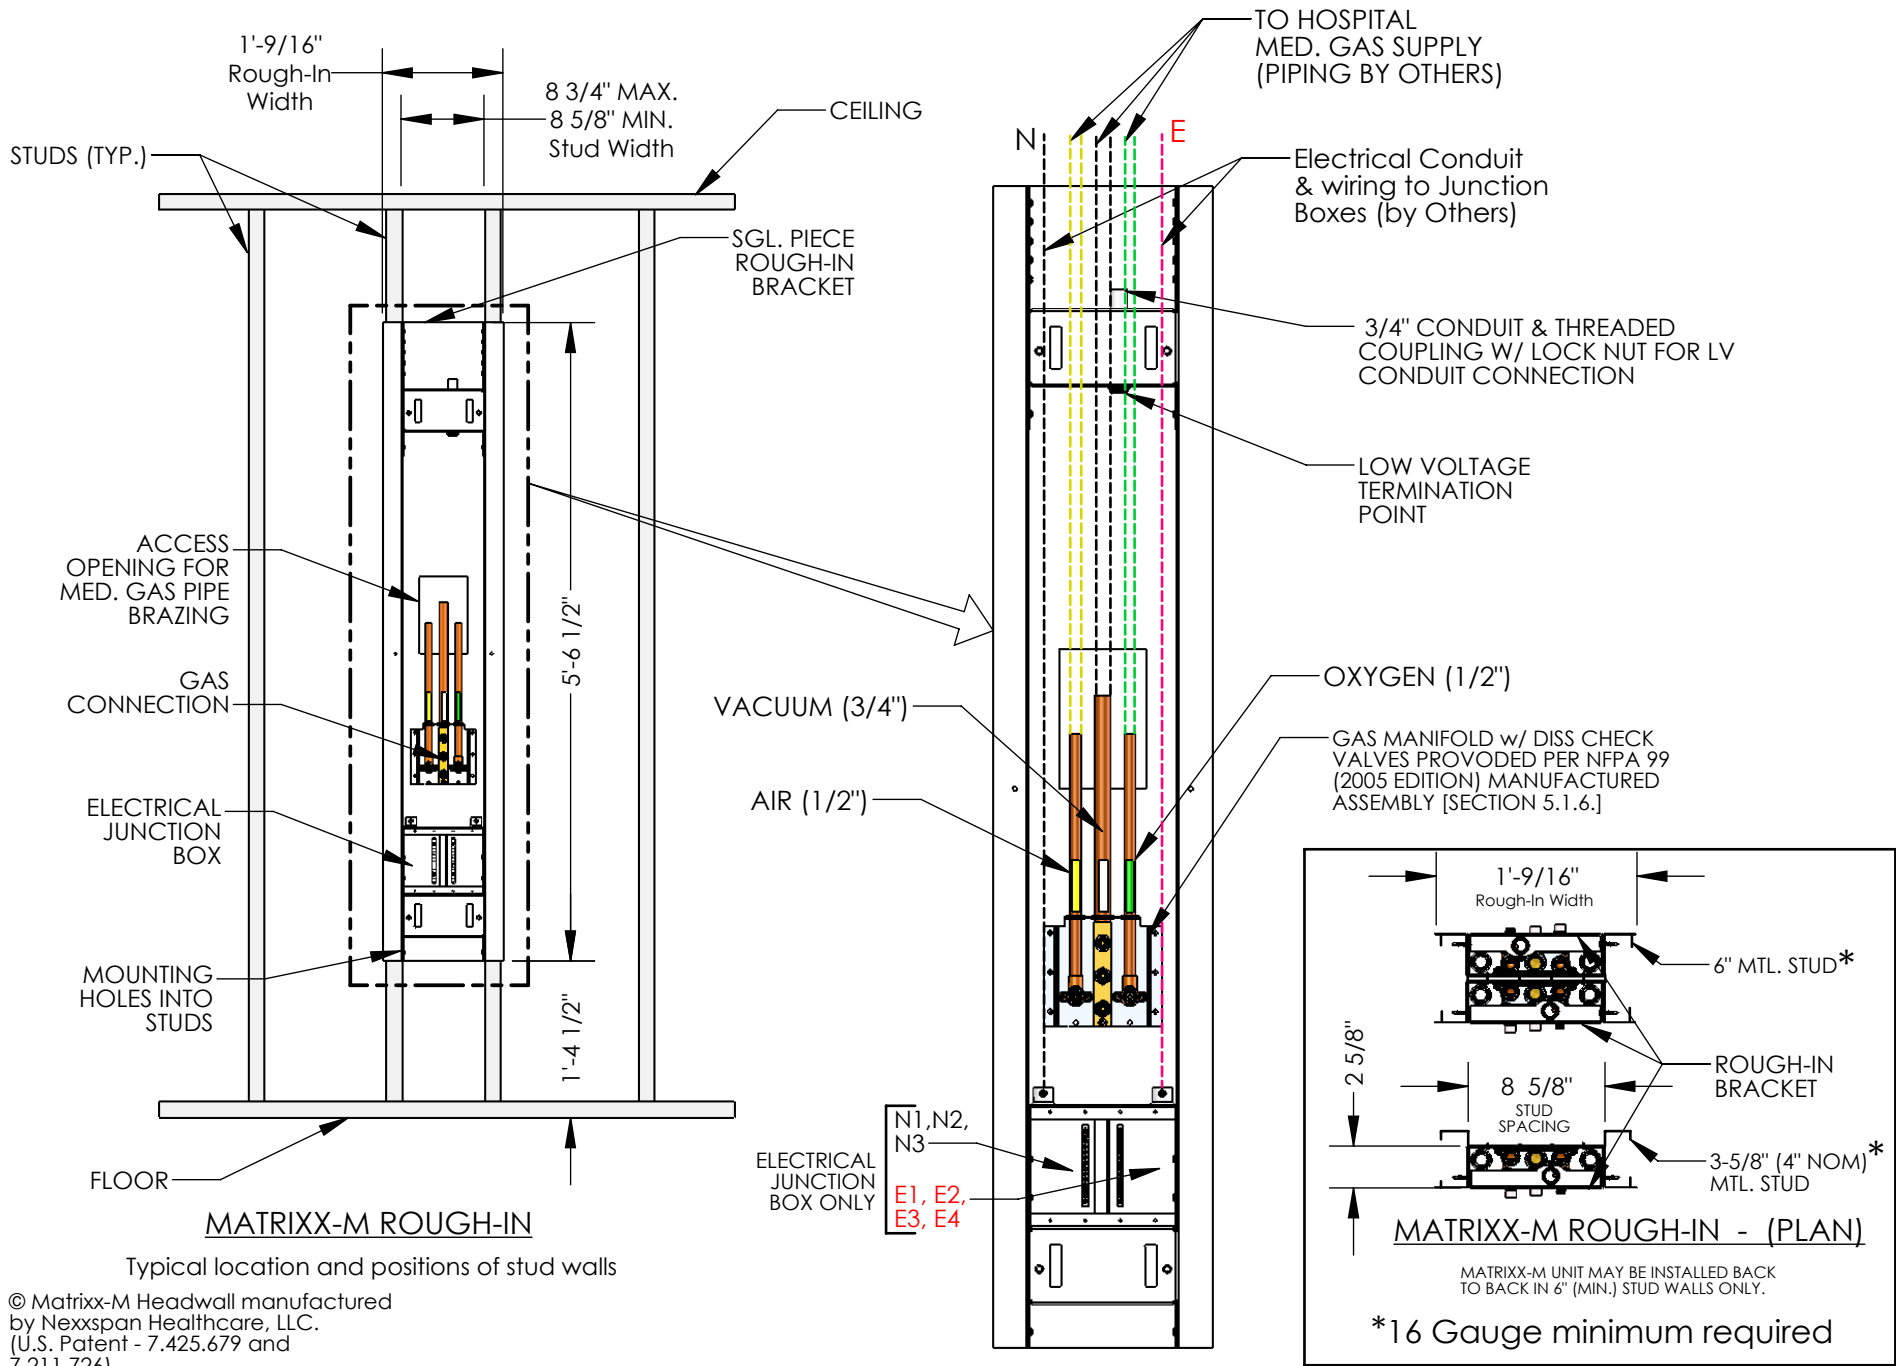 1'-9/16"
Rough-In
Width
8 3/4" MAX.
8 5/8" MIN.
Stud Width
CEILING
STUDS (TYP.)
SGL. PIECE
ROUGH-IN
BRACKET
ACCESS
OPENING FOR
MED. GAS PIPE
BRAZING
GAS
CONNECTION
ELECTRICAL
JUNCTION
BOX
MOUNTING
HOLES INTO
STUDS
5'-6 1/2"
1'-4 1/2"
FLOOR
MATRIXX-M ROUGH-IN
Typical location and positions of stud walls
© Matrixx-M Headwall manufactured
by Nexxspan Healthcare, LLC.
(U.S. Patent - 7.425.679 and
7.211.726)
TO HOSPITAL
MED. GAS SUPPLY
(PIPING BY OTHERS)
N
E
Electrical Conduit
& wiring to Junction
Boxes (by Others)
3/4" CONDUIT & THREADED
COUPLING W/ LOCK NUT FOR LV
CONDUIT CONNECTION
LOW VOLTAGE
TERMINATION
POINT
VACUUM (3/4")
OXYGEN (1/2")
AIR (1/2")
GAS MANIFOLD w/ DISS CHECK
VALVES PROVODED PER NFPA 99
(2005 EDITION) MANUFACTURED
ASSEMBLY [SECTION 5.1.6.]
ELECTRICAL
JUNCTION
BOX ONLY
N1,N2,
N3
E1, E2,
E3, E4
1'-9/16"
Rough-In Width
6" MTL. STUD*
ROUGH-IN
BRACKET
2 5/8"
8 5/8"
STUD
SPACING
3-5/8" (4" NOM)*
MTL. STUD
MATRIXX-M ROUGH-IN - (PLAN)
MATRIXX-M UNIT MAY BE INSTALLED BACK
TO BACK IN 6" (MIN.) STUD WALLS ONLY.
*16 Gauge minimum required